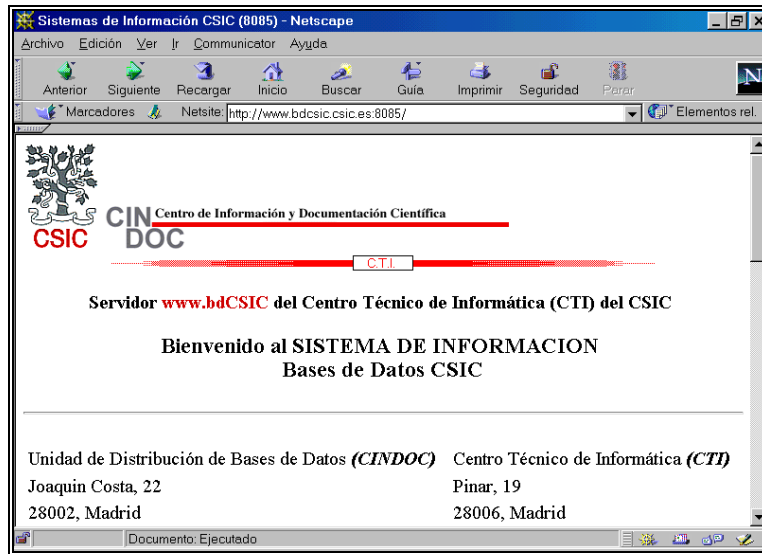 Sistemas de Información CSIC (8085) - Netscape
Archivo Edición Ver Ir Communicator Ayuda
Anterior Siguiente Recargar Inicio Buscar Guía Imprimir Seguridad Parar N
Marcadores Netsite: http://www.bdcsic.csic.es:8085/ Elementos rel.
CSIC
CINDOC
Centro de Información y Documentación Científica
C.T.I.
Servidor www.bdCSIC del Centro Técnico de Informática (CTI) del CSIC
Bienvenido al SISTEMA DE INFORMACION
Bases de Datos CSIC
Unidad de Distribución de Bases de Datos (CINDOC) Centro Técnico de Informática (CTI)
Joaquin Costa, 22 Pinar, 19
28002, Madrid 28006, Madrid
Documento: Ejecutado